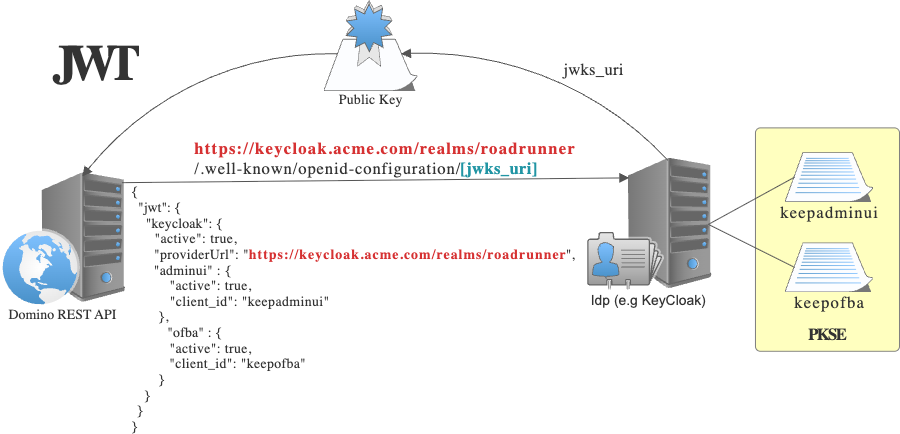 JWT
Public Key
jwks_uri
https://keycloak.acme.com/realms/roadrunner
/.well-known/openid-configuration/[jwks_uri]
{
"jwt": {
"keycloak": {
"active": true,
"providerUrl": "https://keycloak.acme.com/realms/roadrunner",
"adminui" : {
"active": true,
"client_id": "keepadminui"
},
"ofba" : {
"active": true,
"client_id": "keepofba"
}
}
}
}
Domino REST API
Idp (e.g KeyCloak)
keepadminui
keepofba
PKSE